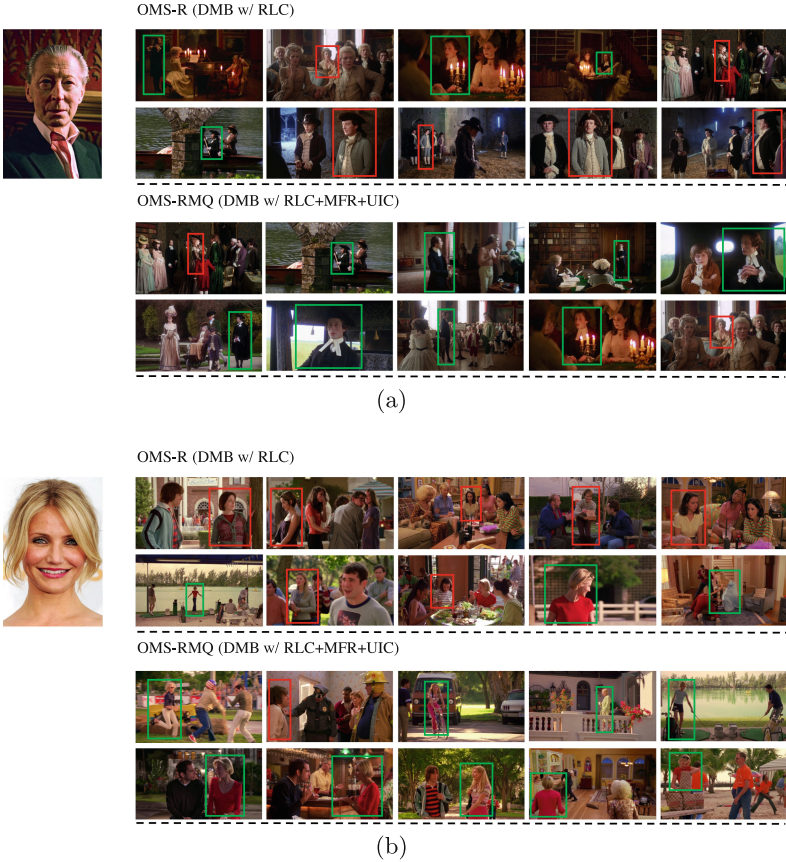 OMS-R (DMB w/ RLC)
OMS-RMQ (DMB w/ RLC+MFR+UIC)
(a)
OMS-R (DMB w/ RLC)
OMS-RMQ (DMB w/ RLC+MFR+UIC)
(b)